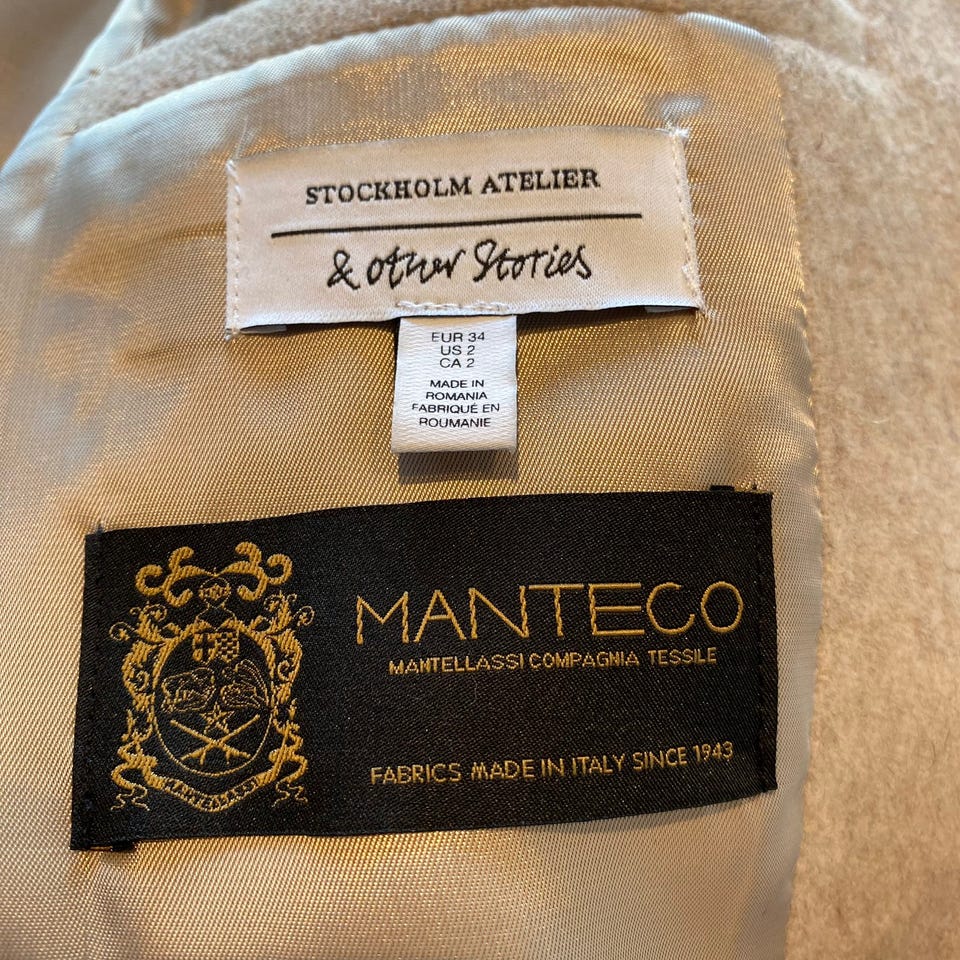 STOCKHOLM ATELIER
& other Stories
EUR 34
US 2
CA 2
MADE IN
ROMANIA
FABRIQUÉ EN
ROUMANIE
MANTECO
MANTELLASSI COMPAGNIA TESSILE
FABRICS MADE IN ITALY SINCE 1943